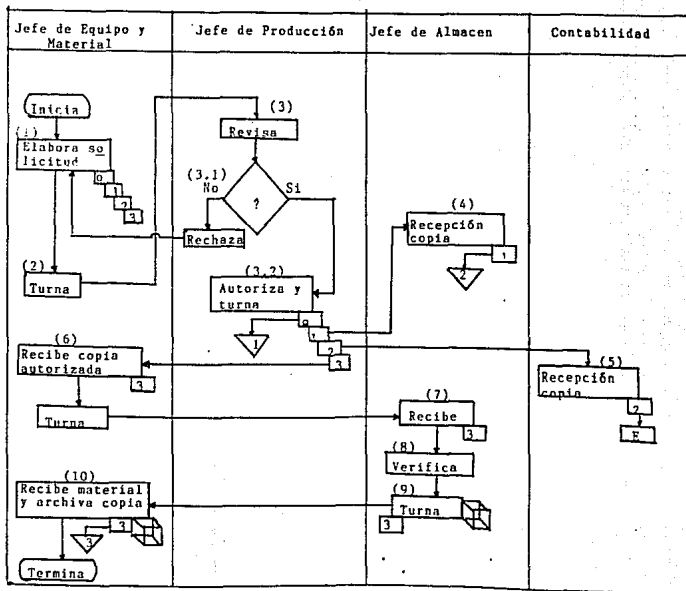 Jefe de Equipo y
Material
Jefe de Producción
Jefe de Almacen
Contabilidad
Inicia
(1)
Elabora so
licitud
0
1
2
3
(2)
Turna
(3)
Revisa
(3.1)
No
Si
?
Rechaza
(3.2)
Autoriza y
turna
0
1
2
3
1
(4)
Recepción
copia
1
2
(5)
Recepción
copia
2
E
(6)
Recibe copia
autorizada
3
Turna
(7)
Recibe
3
(8)
Verifica
(9)
Turna
3
(10)
Recibe material
y archiva copia
3
3
Termina